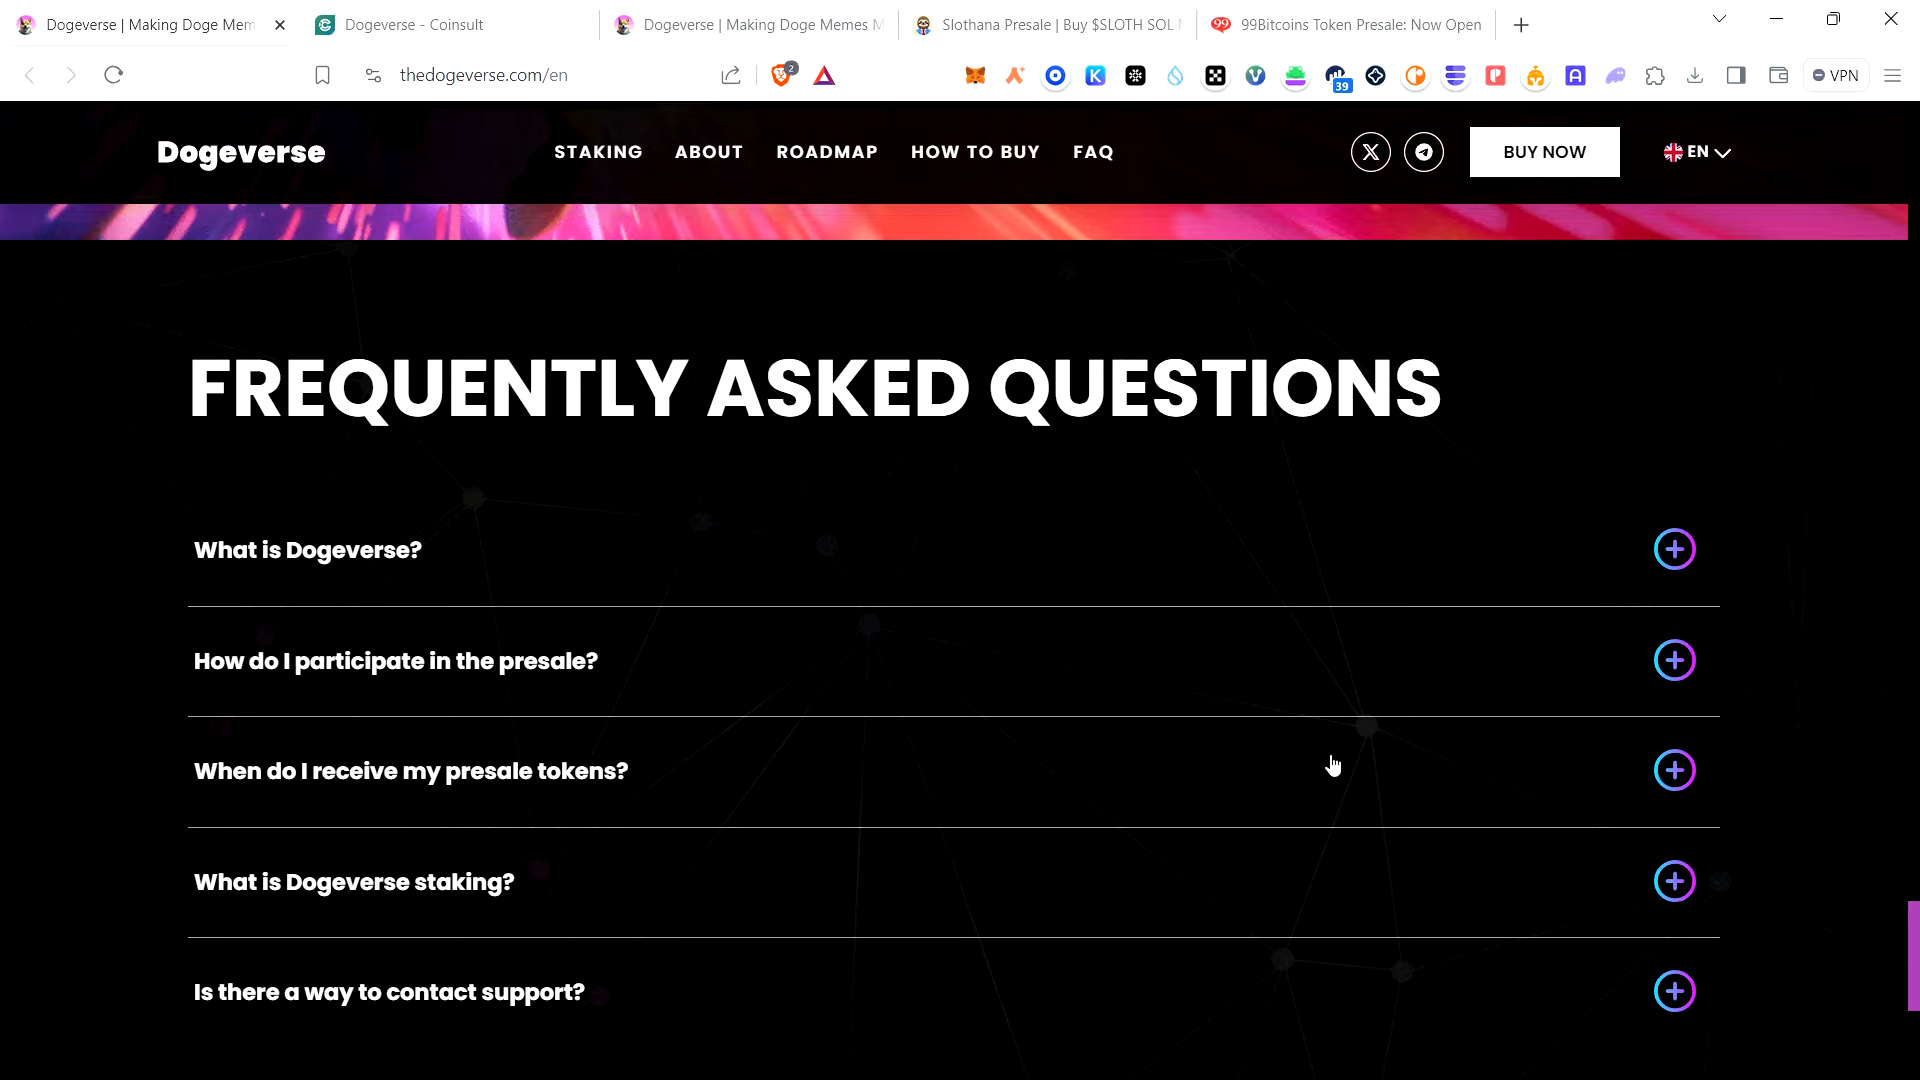 Dogeverse | Making Doge Mem
Dogeverse - Coinsult
Dogeverse | Making Doge Memes M
Slothana Presale | Buy $SLOTH SOL
99Bitcoins Token Presale: Now Open
thedogeverse.com/en
2
39
VPN
Dogeverse
STAKING
ABOUT
ROADMAP
HOW TO BUY
FAQ
BUY NOW
EN
FREQUENTLY ASKED QUESTIONS
What is Dogeverse?
How do I participate in the presale?
When do I receive my presale tokens?
What is Dogeverse staking?
Is there a way to contact support?